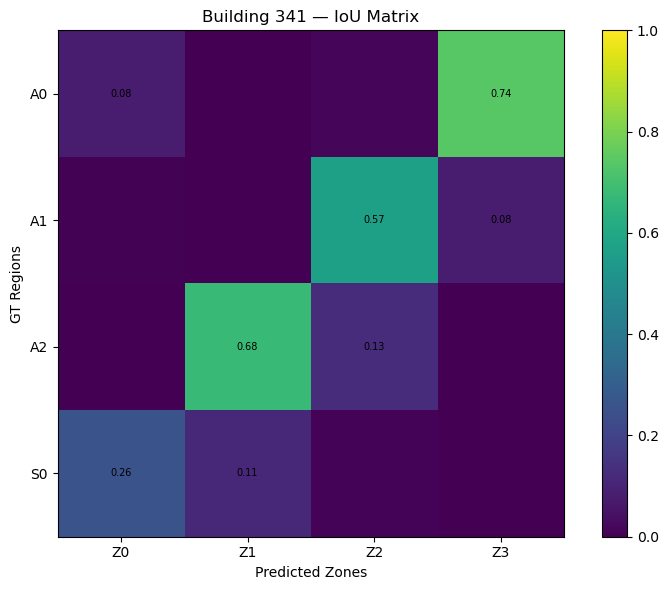 Building 341 — IoU Matrix
A0
A1
A2
S0
GT Regions
0.08
0.74
0.57
0.08
0.68
0.13
0.26
0.11
Z0
Z1
Z2
Z3
Predicted Zones
1.0
0.8
0.6
0.4
0.2
0.0